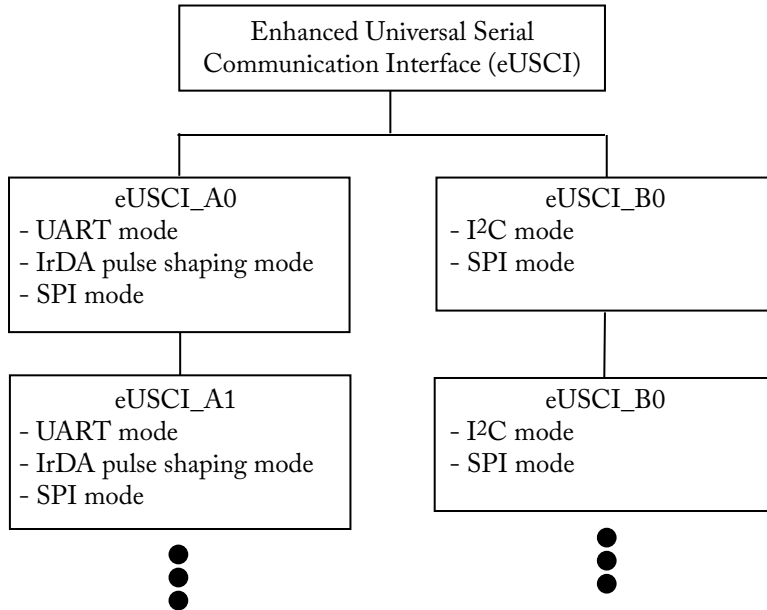 Enhanced Universal Serial
Communication Interface (eUSCI)
eUSCI_A0
- UART mode
- IrDA pulse shaping mode
- SPI mode
eUSCI_B0
- I²C mode
- SPI mode
eUSCI_A1
- UART mode
- IrDA pulse shaping mode
- SPI mode
eUSCI_B0
- I²C mode
- SPI mode